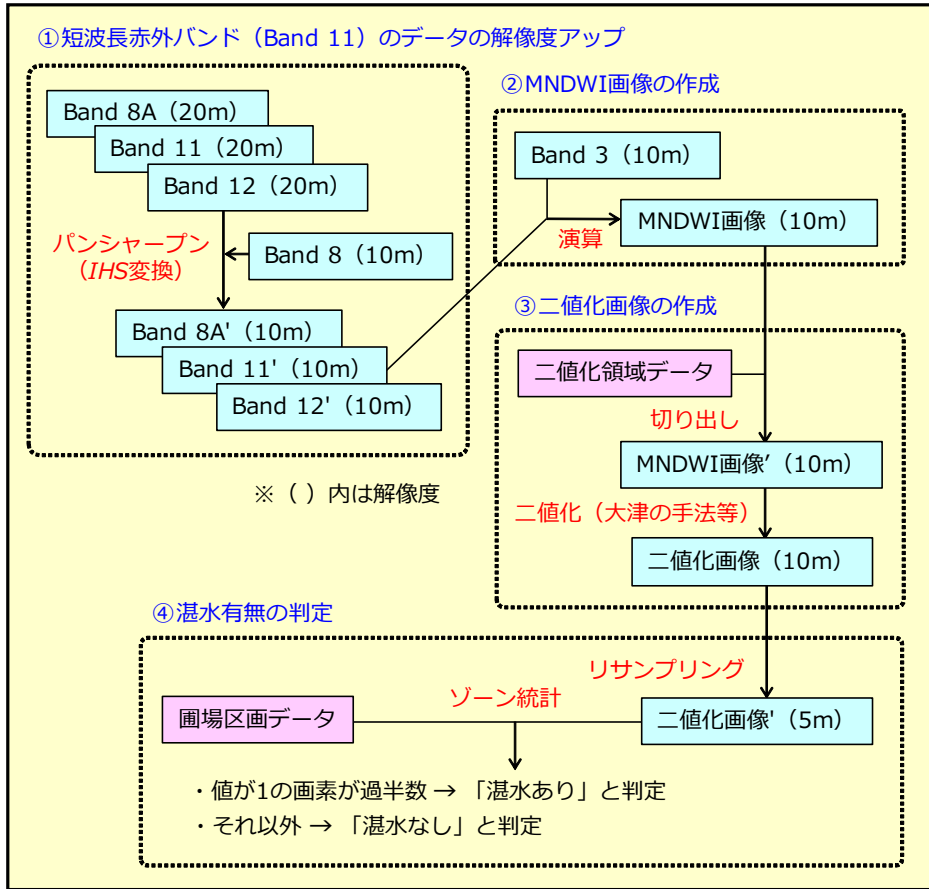 ①短波長赤外バンド（Band 11）のデータの解像度アップ
Band 8A（20m）
Band 11（20m）
Band 12（20m）
パンシャープン
（IHS変換）
Band 8（10m）
Band 8A'（10m）
Band 11'（10m）
Band 12'（10m）
※（ ）内は解像度
②MNDWI画像の作成
Band 3（10m）
演算
MNDWI画像（10m）
③二値化画像の作成
二値化領域データ
切り出し
MNDWI画像’（10m）
二値化（大津の手法等）
二値化画像（10m）
④湛水有無の判定
リサンプリング
ゾーン統計
圃場区画データ
二値化画像'（5m）
・値が1の画素が過半数 → 「湛水あり」と判定
・それ以外 → 「湛水なし」と判定